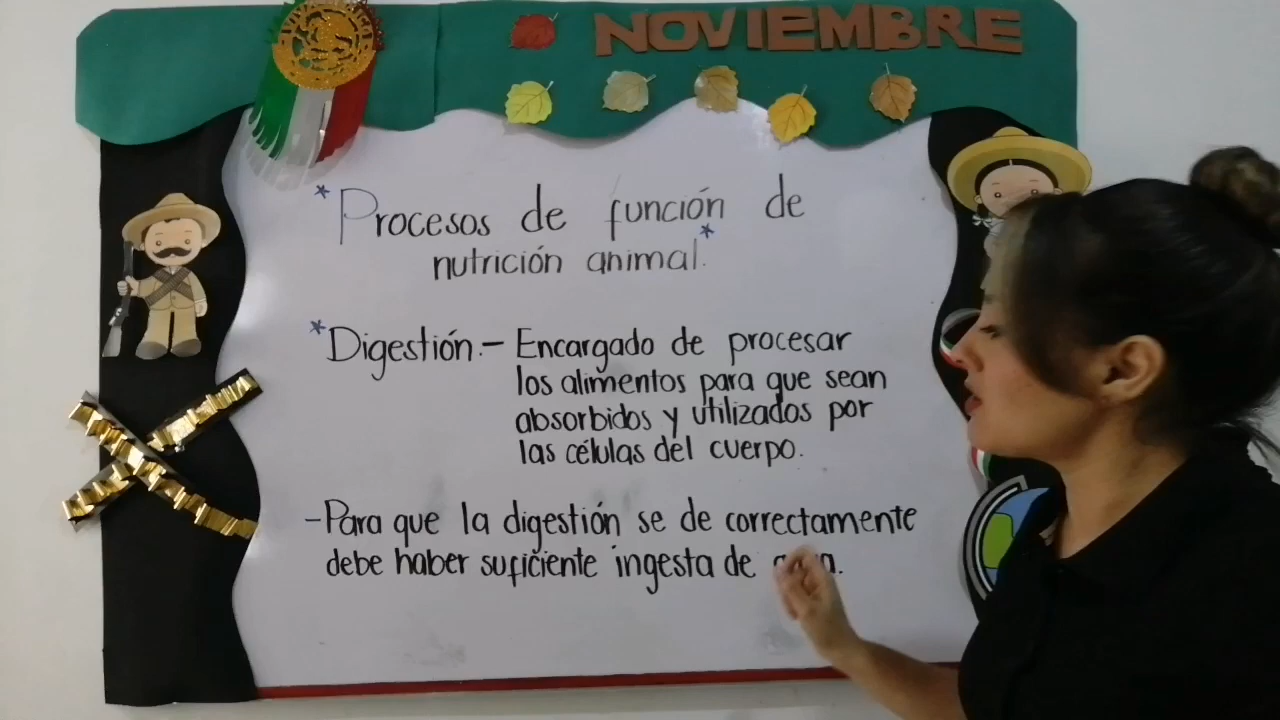 NOVIEMBRE
*Procesos de función de
nutrición animal.*
*Digestión.- Encargado de procesar
los alimentos para que sean
absorbidos y utilizados por
las células del cuerpo.
-Para que la digestión se de correctamente
debe haber suficiente ingesta de